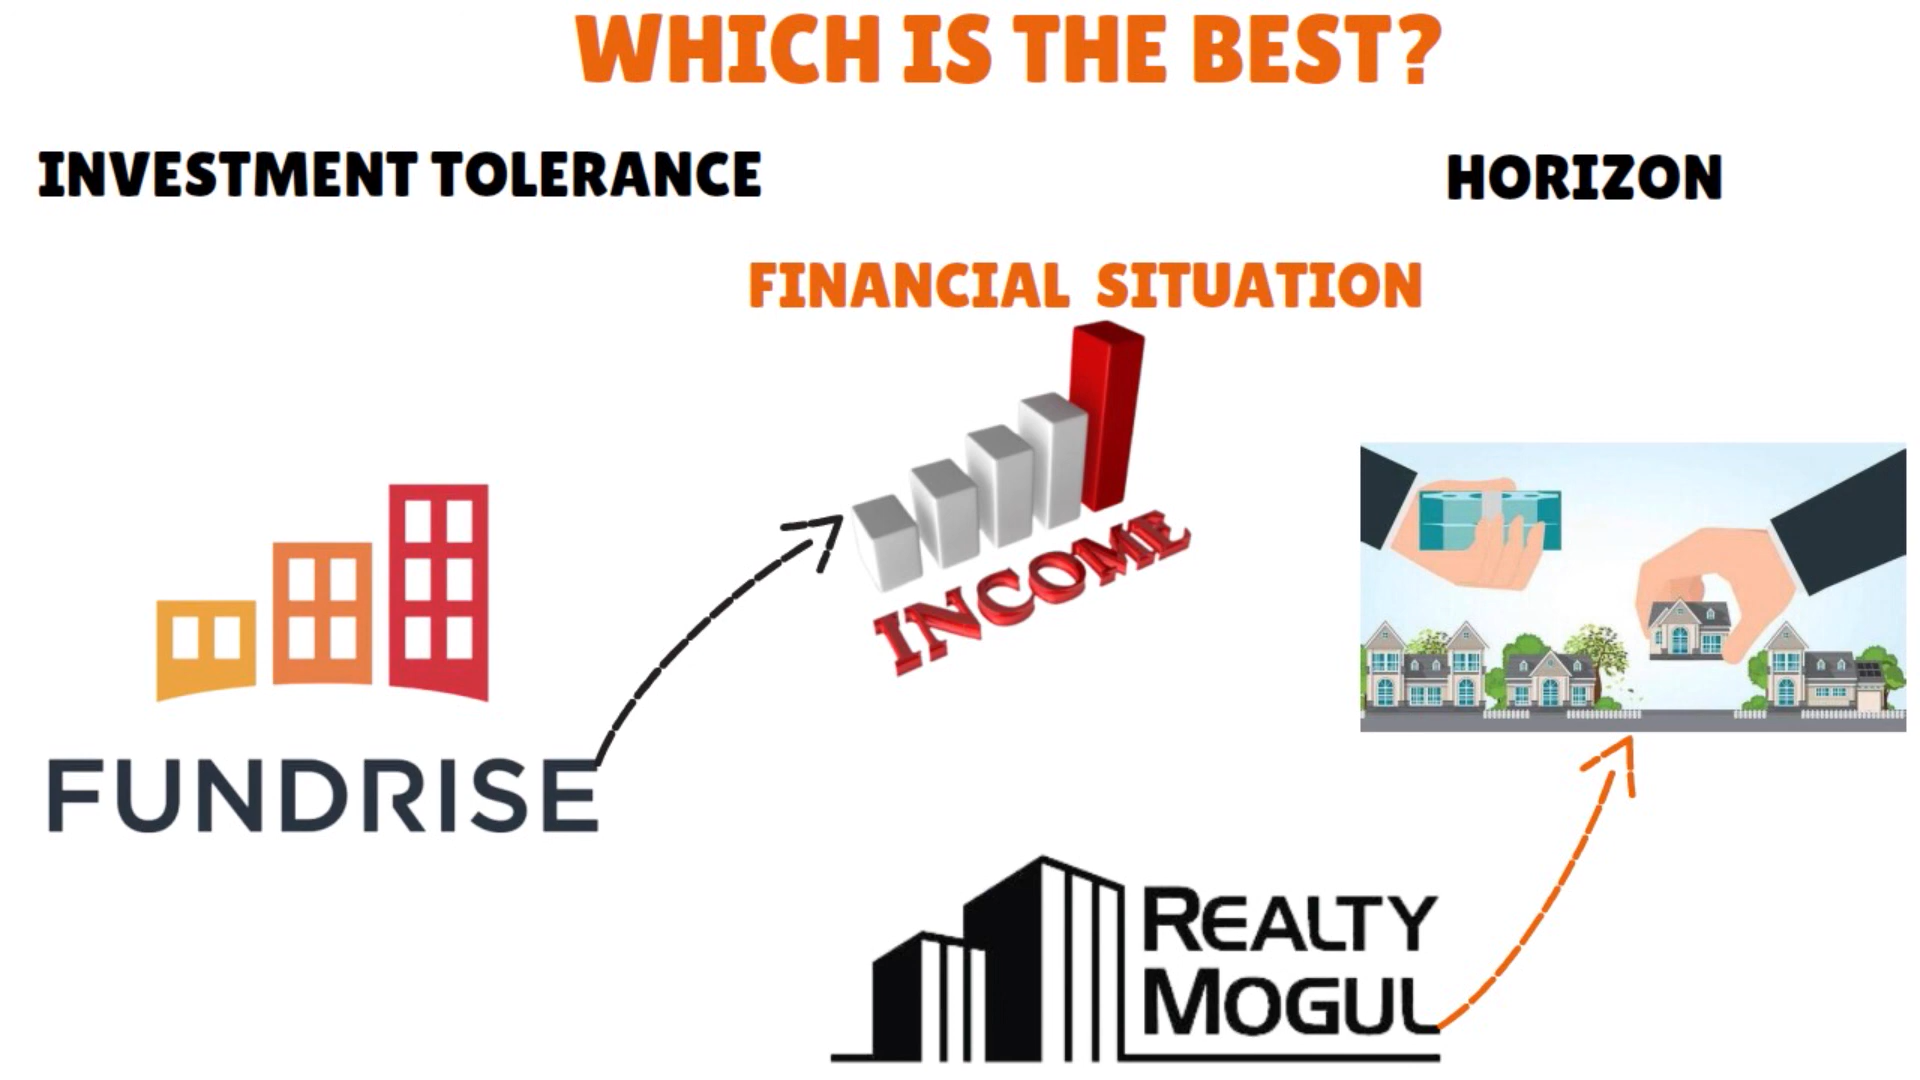 WHICH IS THE BEST?
INVESTMENT TOLERANCE
HORIZON
FINANCIAL SITUATION
INCOME
FUNDRISE
REALTY
MOGUL